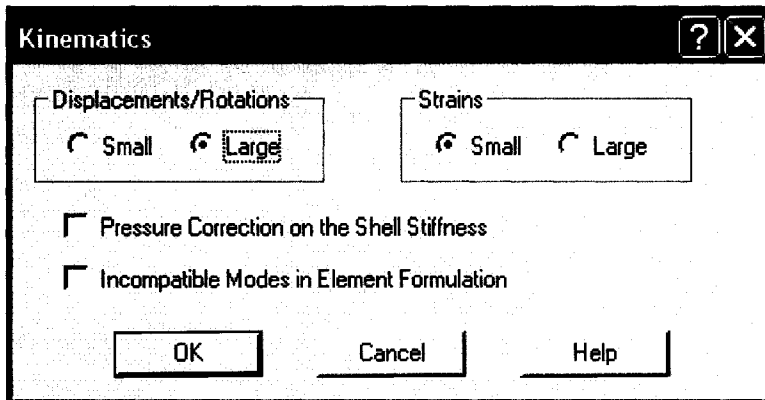 Kinematics
Displacements/Rotations Strains
Small Large Small Large
Pressure Correction on the Shell Stiffness
Incompatible Modes in Element Formulation
OK Cancel Help